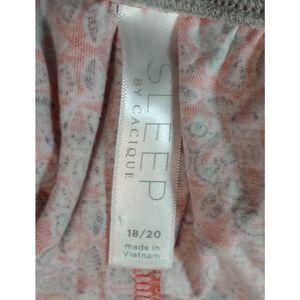 SLEEP
BY CACIQUE
18/20
made in
Vietnam